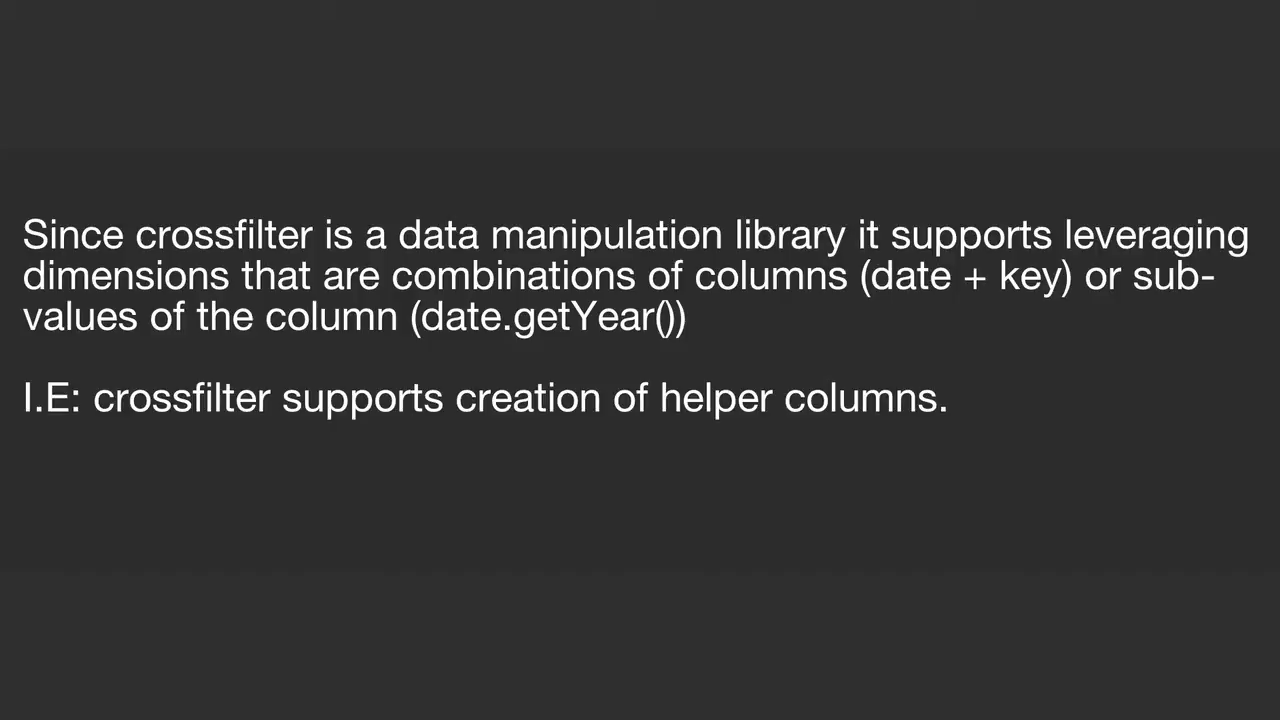 Since crossfilter is a data manipulation library it supports leveraging
dimensions that are combinations of columns (date + key) or sub-
values of the column (date.getYear())
I.E: crossfilter supports creation of helper columns.